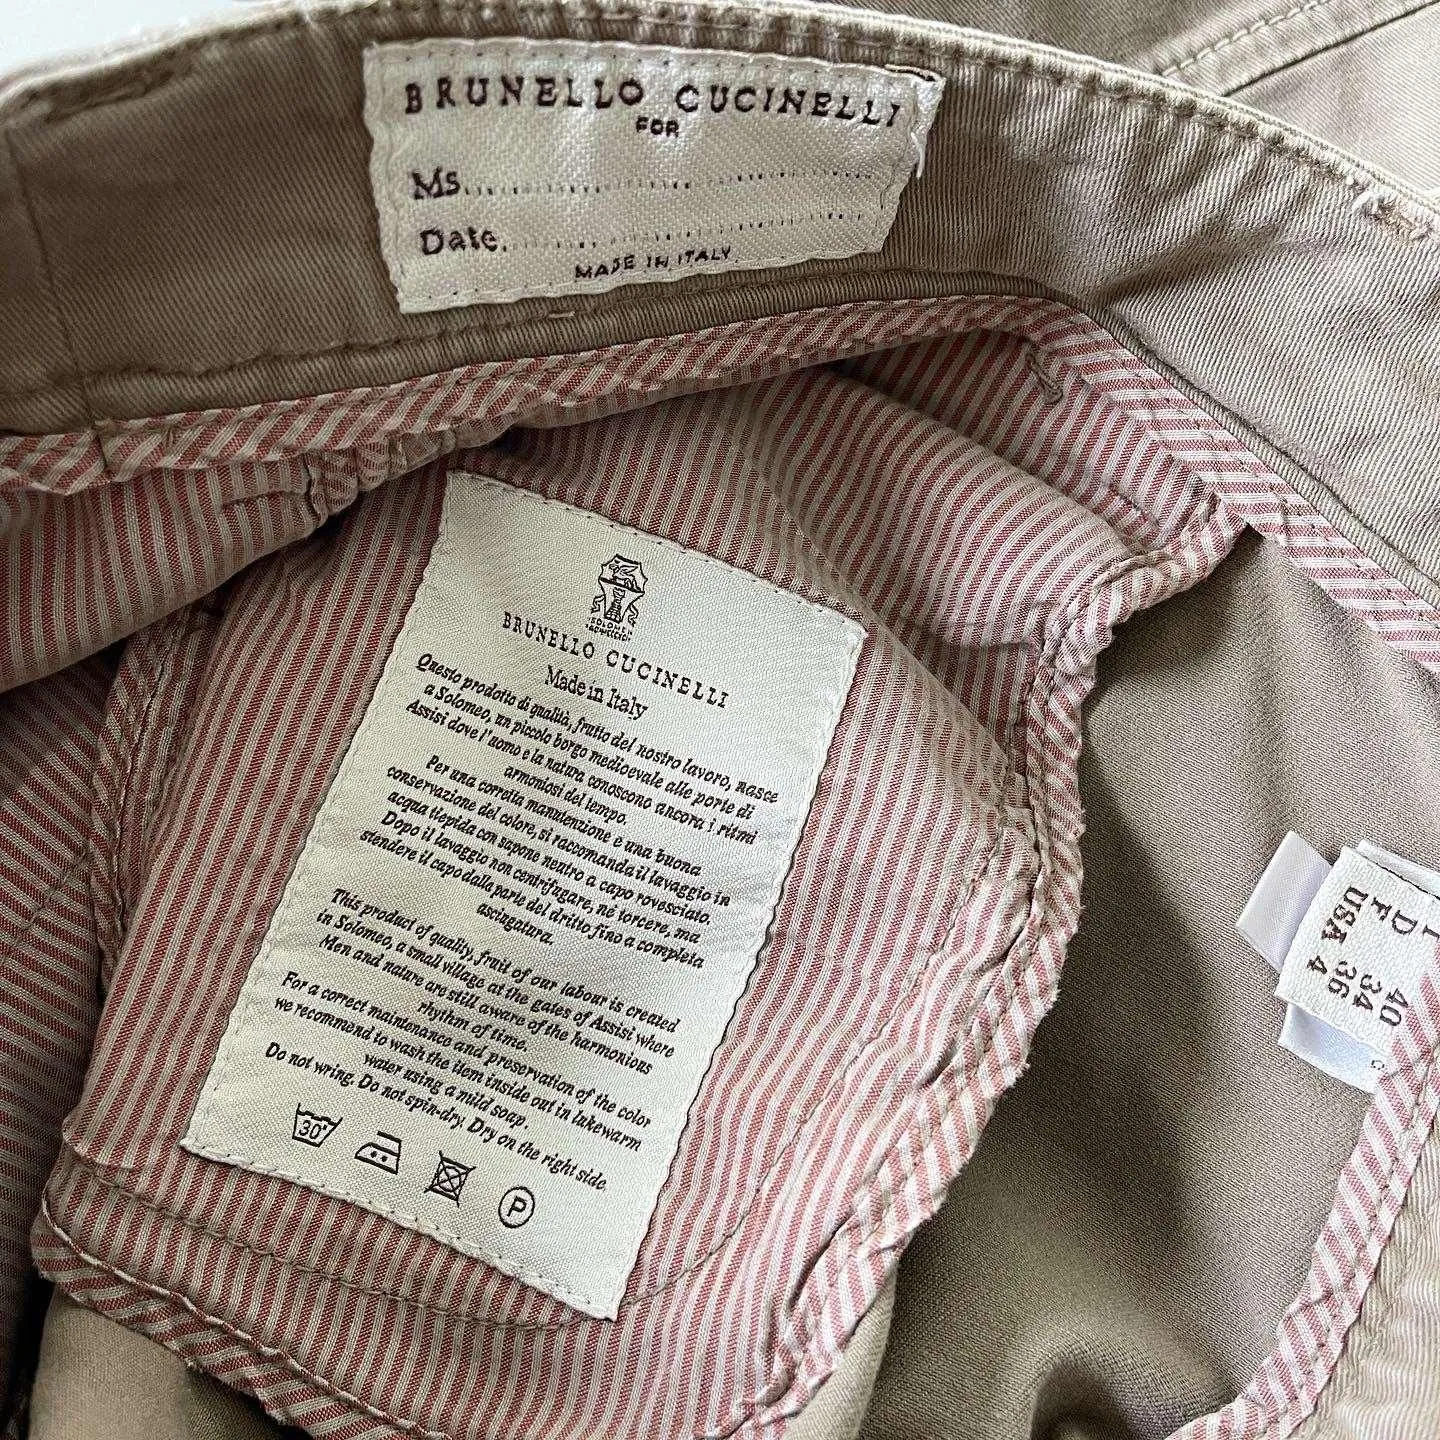 BRUNELLO CUCINELLI
FOR
Ms.
Date.
MADE IN ITALY
SOLOMEO
BRUNELLO CUCINELLI
Made in Italy
Questo prodotto di qualità, frutto del nostro lavoro, nasce
a Solomeo, un piccolo borgo medioevale alle porte di
Assisi dove l'uomo e la natura conoscono ancora i ritmi
armoniosi del tempo.
Per una corretta manutenzione e una buona
conservazione del colore, si raccomanda il lavaggio in
acqua tiepida con sapone neutro a capo rovesciato.
Dopo il lavaggio non centrifugare, né torcere, ma
stendere il capo dalla parte del dritto fino a completa
asciugatura.
This product of quality, fruit of our labour is created
in Solomeo, a small village at the gates of Assisi where
Men and nature are still aware of the harmonious
rhythm of time.
For a correct maintenance and preservation of the color
we recommend to wash the item inside out in lukewarm
water using a mild soap.
Do not wring. Do not spin-dry. Dry on the right side.
30° P
I 40
D 34
F 36
USA 4